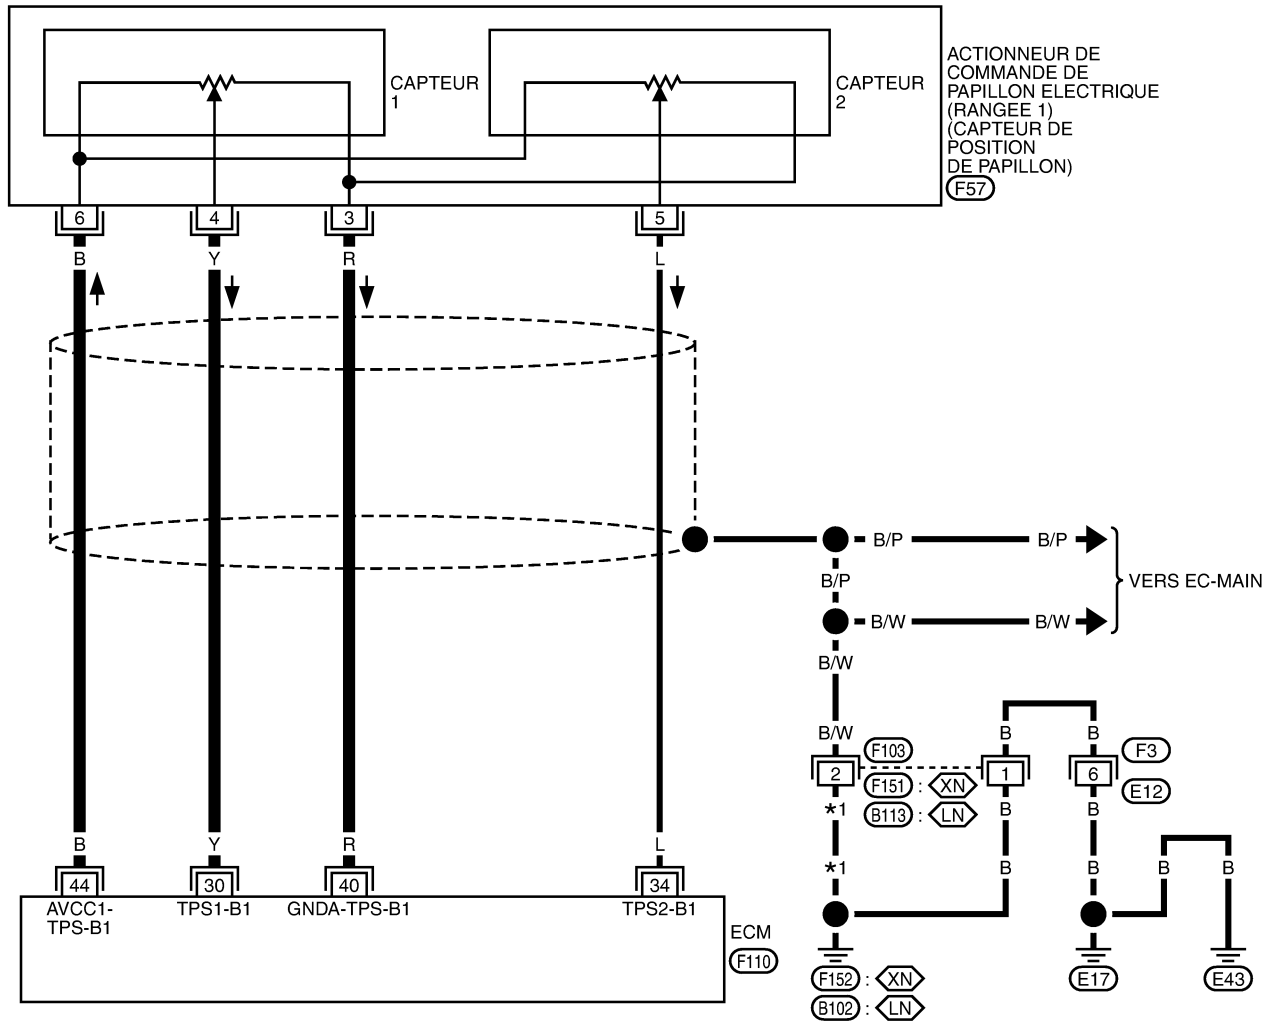 CAPTEUR
1
CAPTEUR
2
ACTIONNEUR DE
COMMANDE DE
PAPILLON ELECTRIQUE
(RANGEE 1)
(CAPTEUR DE
POSITION
DE PAPILLON)
F57
6
4
3
5
B
Y
R
L
B/P
B/P
B/P
VERS EC-MAIN
B/W
B/W
B/W
B/W
B
B
F103
F3
2
1
6
F151 : XN
E12
*1
B113 : LN
B
B
B
Y
R
L
*1
B
B
B
B
44
30
40
34
AVCC1-
TPS-B1
TPS1-B1
GNDA-TPS-B1
TPS2-B1
ECM
F110
F152 : XN
E17
E43
B102 : LN